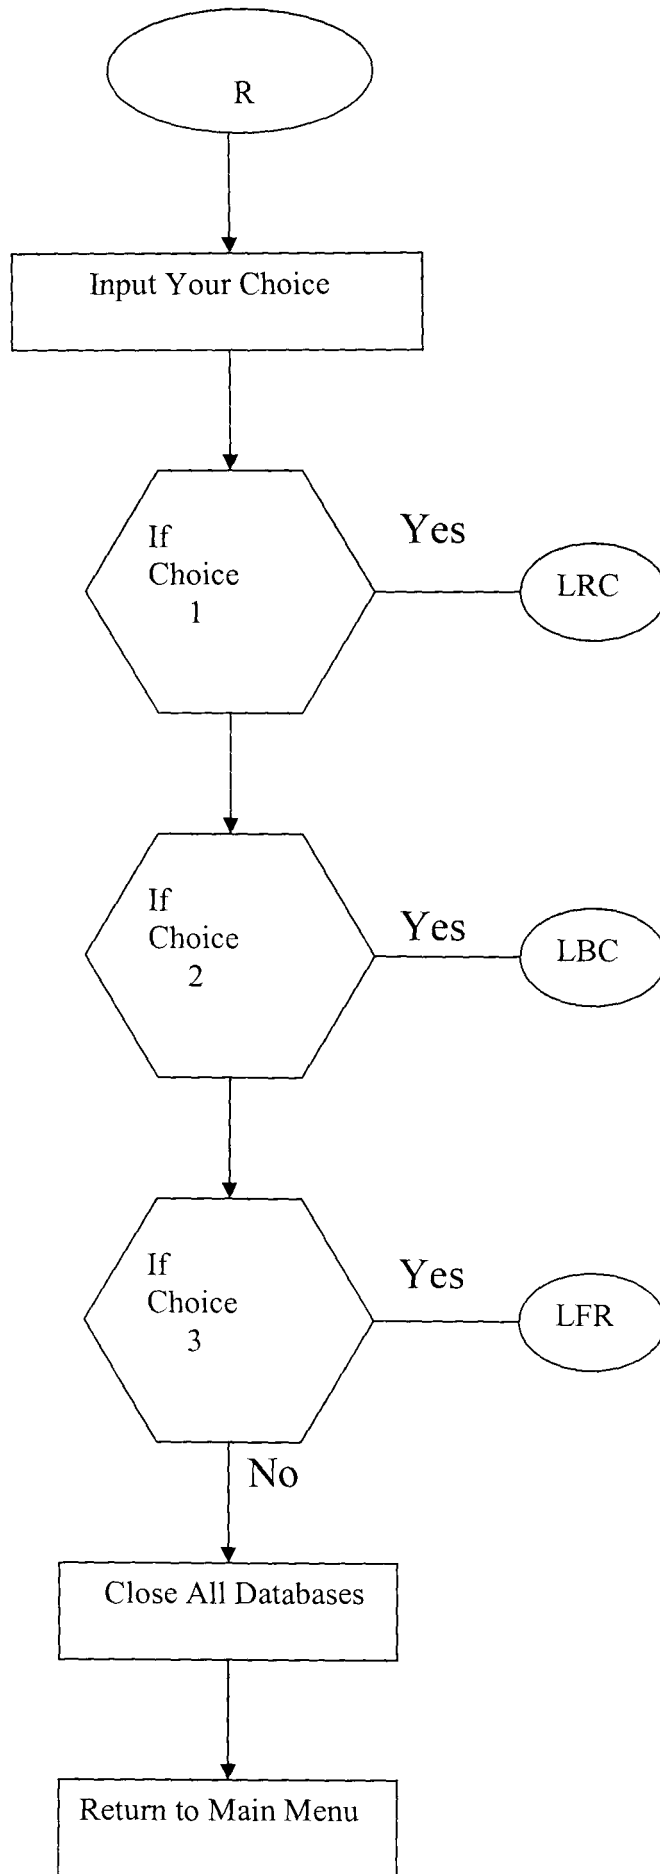 R
Input Your Choice
If
Choice
1
Yes
LRC
If
Choice
2
Yes
LBC
If
Choice
3
Yes
LFR
No
Close All Databases
Return to Main Menu